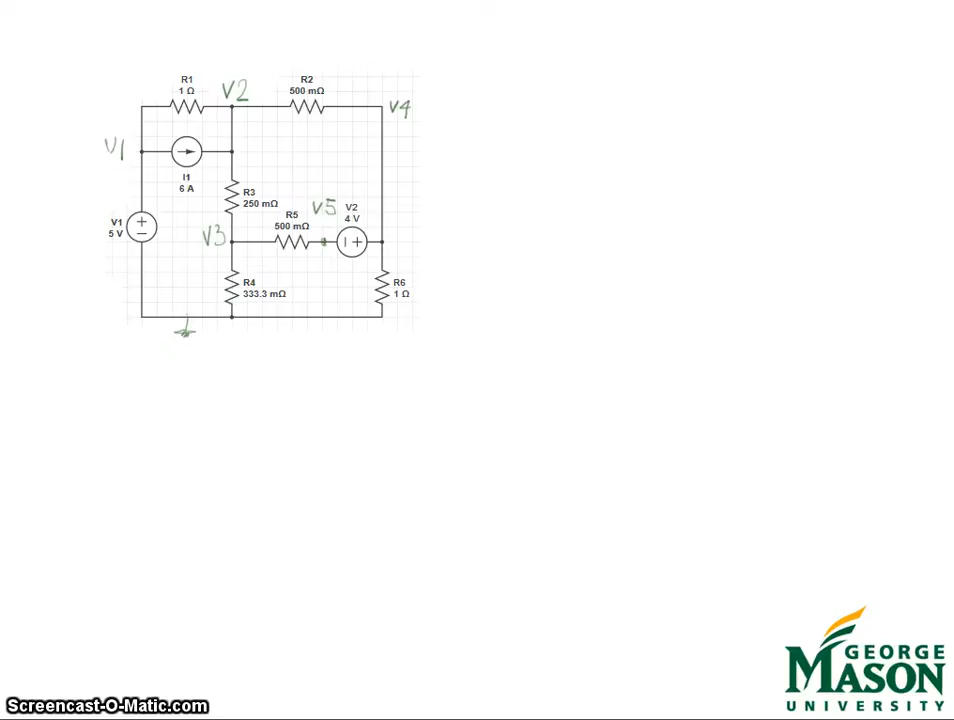 R1
1 Ω
V2
R2
500 mΩ
V4
V1
I1
6 A
R3
250 mΩ
V1
5 V
V3
R5
500 mΩ
V5
V2
4 V
R4
333.3 mΩ
R6
1 Ω
GEORGE
MASON
UNIVERSITY
Screencast-O-Matic.com